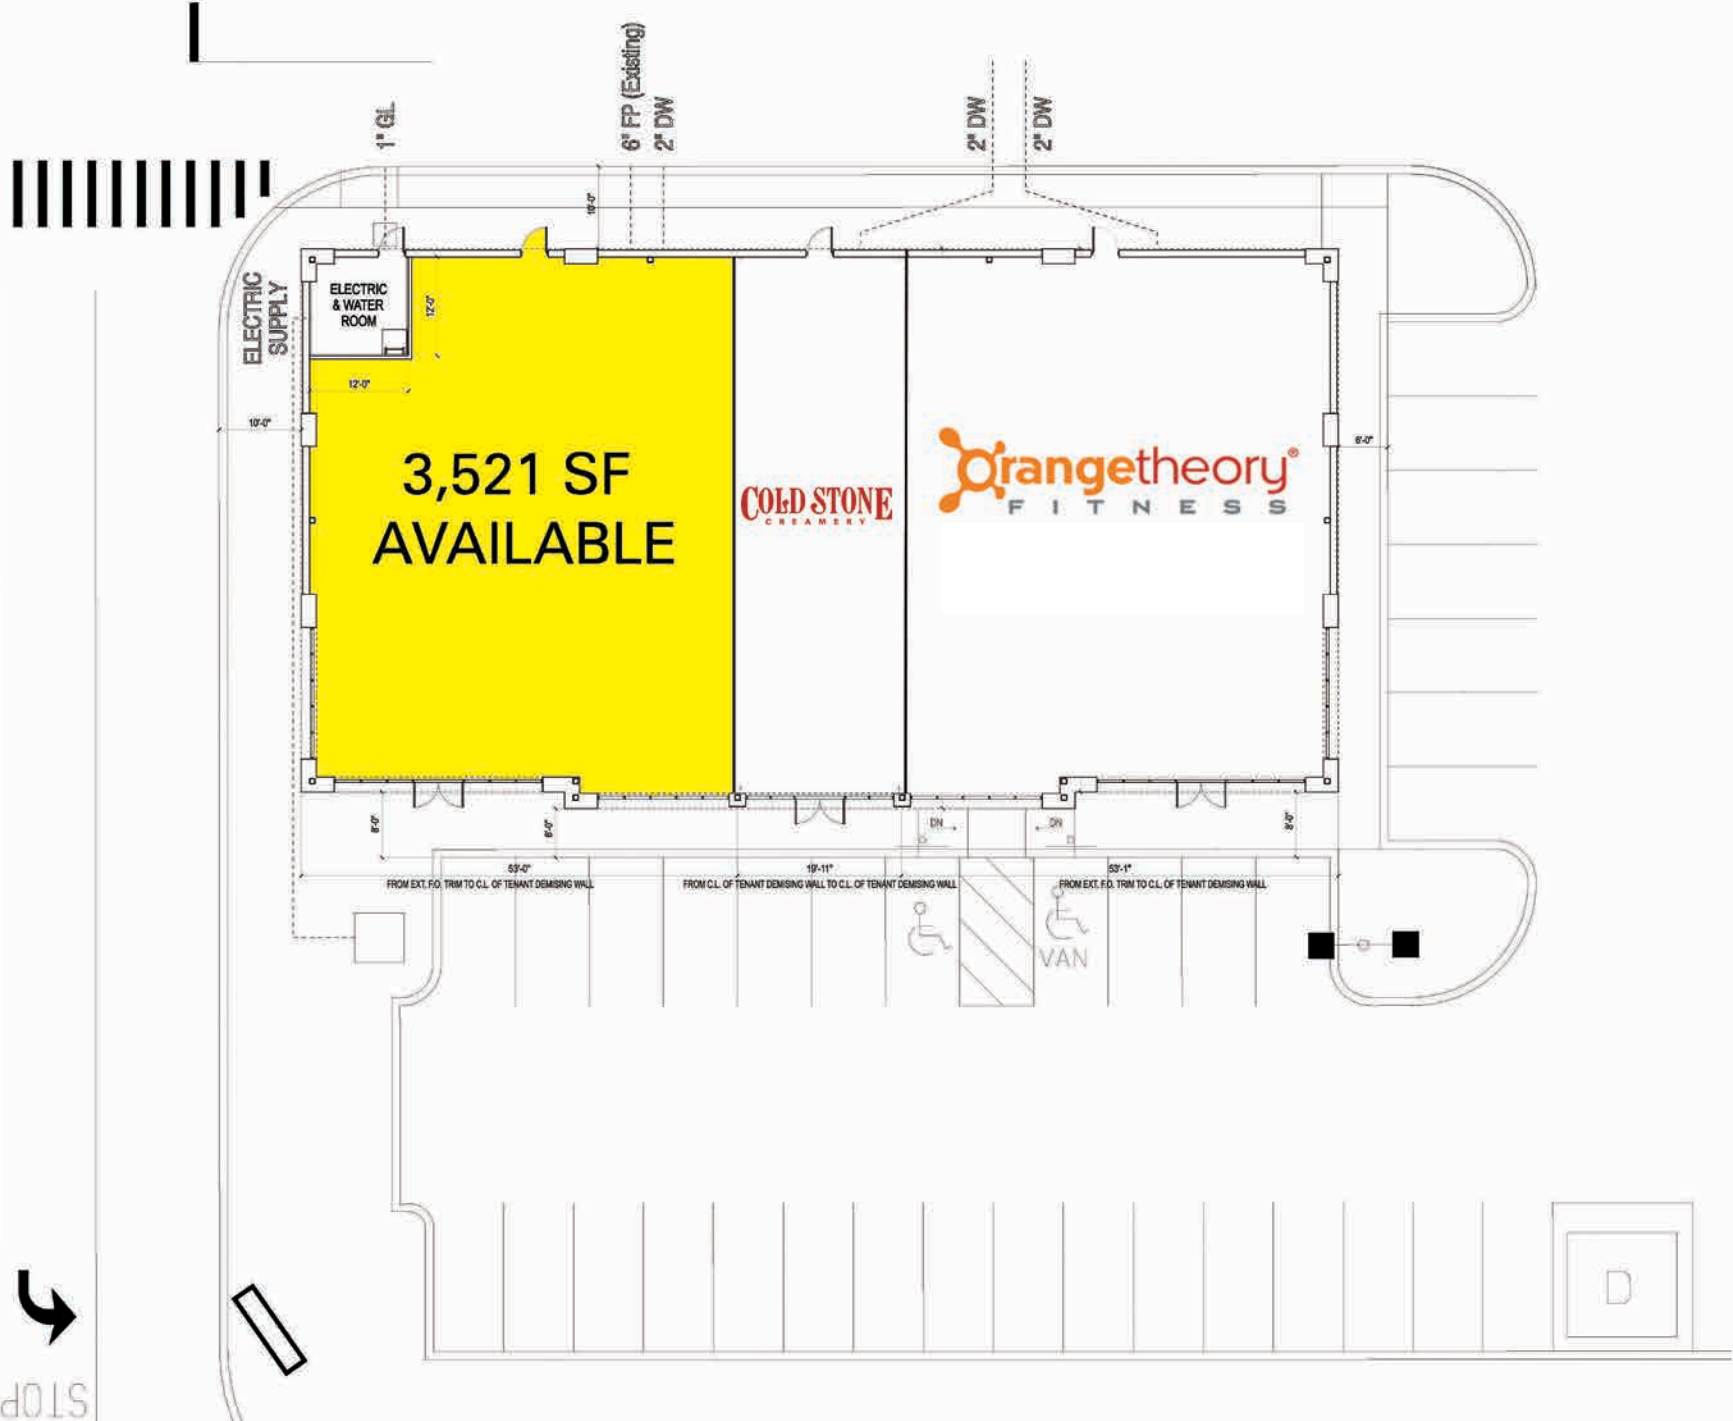 1" GL
6" FP (Existing)
2" DW
2" DW
2" DW
10'-0"
ELECTRIC
SUPPLY
ELECTRIC
& WATER
ROOM
12'-0"
12'-0"
10'-0"
6'-0"
3,521 SF
AVAILABLE
COLD STONE
CREAMERY
Orangetheory®
FITNESS
8'-0"
6'-0"
DN
DN
8'-0"
53'-0"
FROM EXT. F.O. TRIM TO C.L. OF TENANT DEMISING WALL
19'-11"
FROM C.L. OF TENANT DEMISING WALL TO C.L. OF TENANT DEMISING WALL
53'-1"
FROM EXT. F.O. TRIM TO C.L. OF TENANT DEMISING WALL
VAN
D
STOP